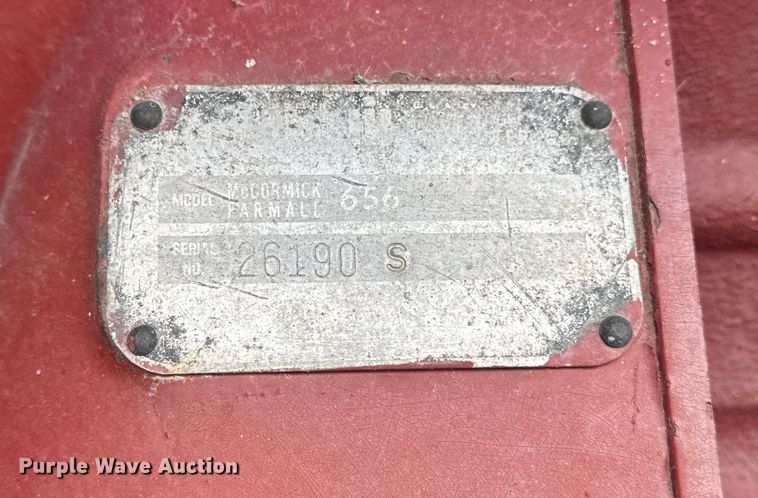 MODEL McCORMICK FARMALL 656
SERIAL NO. 26190 S
Purple Wave Auction